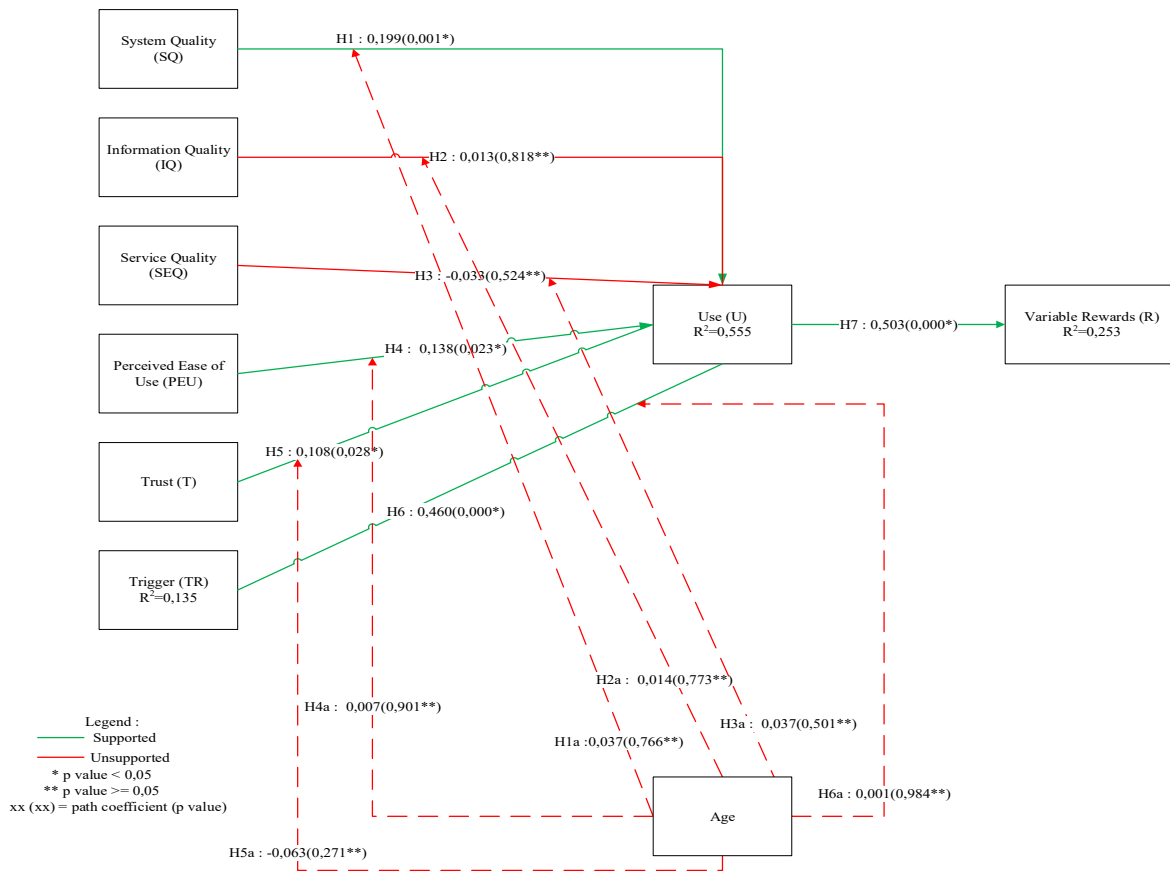 System Quality
(SQ)
H1 : 0,199(0,001*)
Information Quality
(IQ)
H2 : 0,013(0,818**)
Service Quality
(SEQ)
H3 : -0,033(0,524**)
Use (U)
R²=0,555
H7 : 0,503(0,000*)
Variable Rewards (R)
R²=0,253
Perceived Ease of
Use (PEU)
H4 : 0,138(0,023*)
Trust (T)
H5 : 0,108(0,028*)
Trigger (TR)
R²=0,135
H6 : 0,460(0,000*)
H2a : 0,014(0,773**)
H4a : 0,007(0,901**)
H3a : 0,037(0,501**)
H1a :0,037(0,766**)
H6a : 0,001(0,984**)
Age
H5a : -0,063(0,271**)
Legend :
Supported
Unsupported
* p value < 0,05
** p value >= 0,05
xx (xx) = path coefficient (p value)